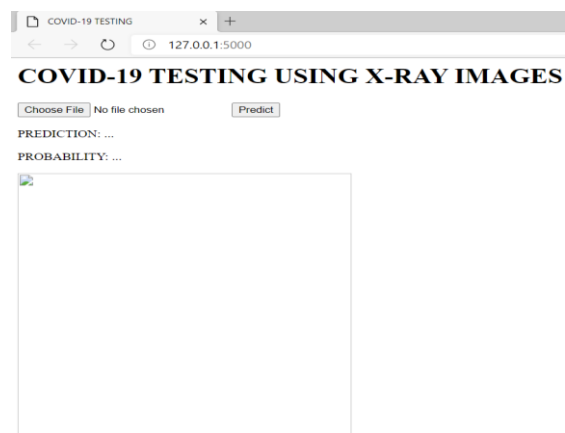 COVID-19 TESTING
127.0.0.1:5000
COVID-19 TESTING USING X-RAY IMAGES
Choose File No file chosen Predict
PREDICTION: ...
PROBABILITY: ...